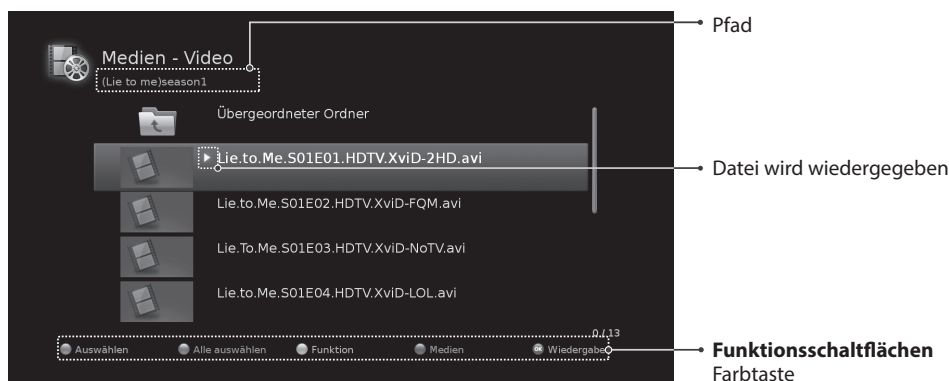 Pfad
Medien - Video
(Lie to me)season1
Übergeordneter Ordner
Lie.to.Me.S01E01.HDTV.XviD-2HD.avi
Datei wird wiedergegeben
Lie.to.Me.S01E02.HDTV.XviD-FQM.avi
Lie.To.Me.S01E03.HDTV.XviD-NoTV.avi
Lie.to.Me.S01E04.HDTV.XviD-LOL.avi
0 / 13
Auswählen Alle auswählen Funktion Medien OK Wiedergabe
Funktionsschaltflächen
Farbtaste